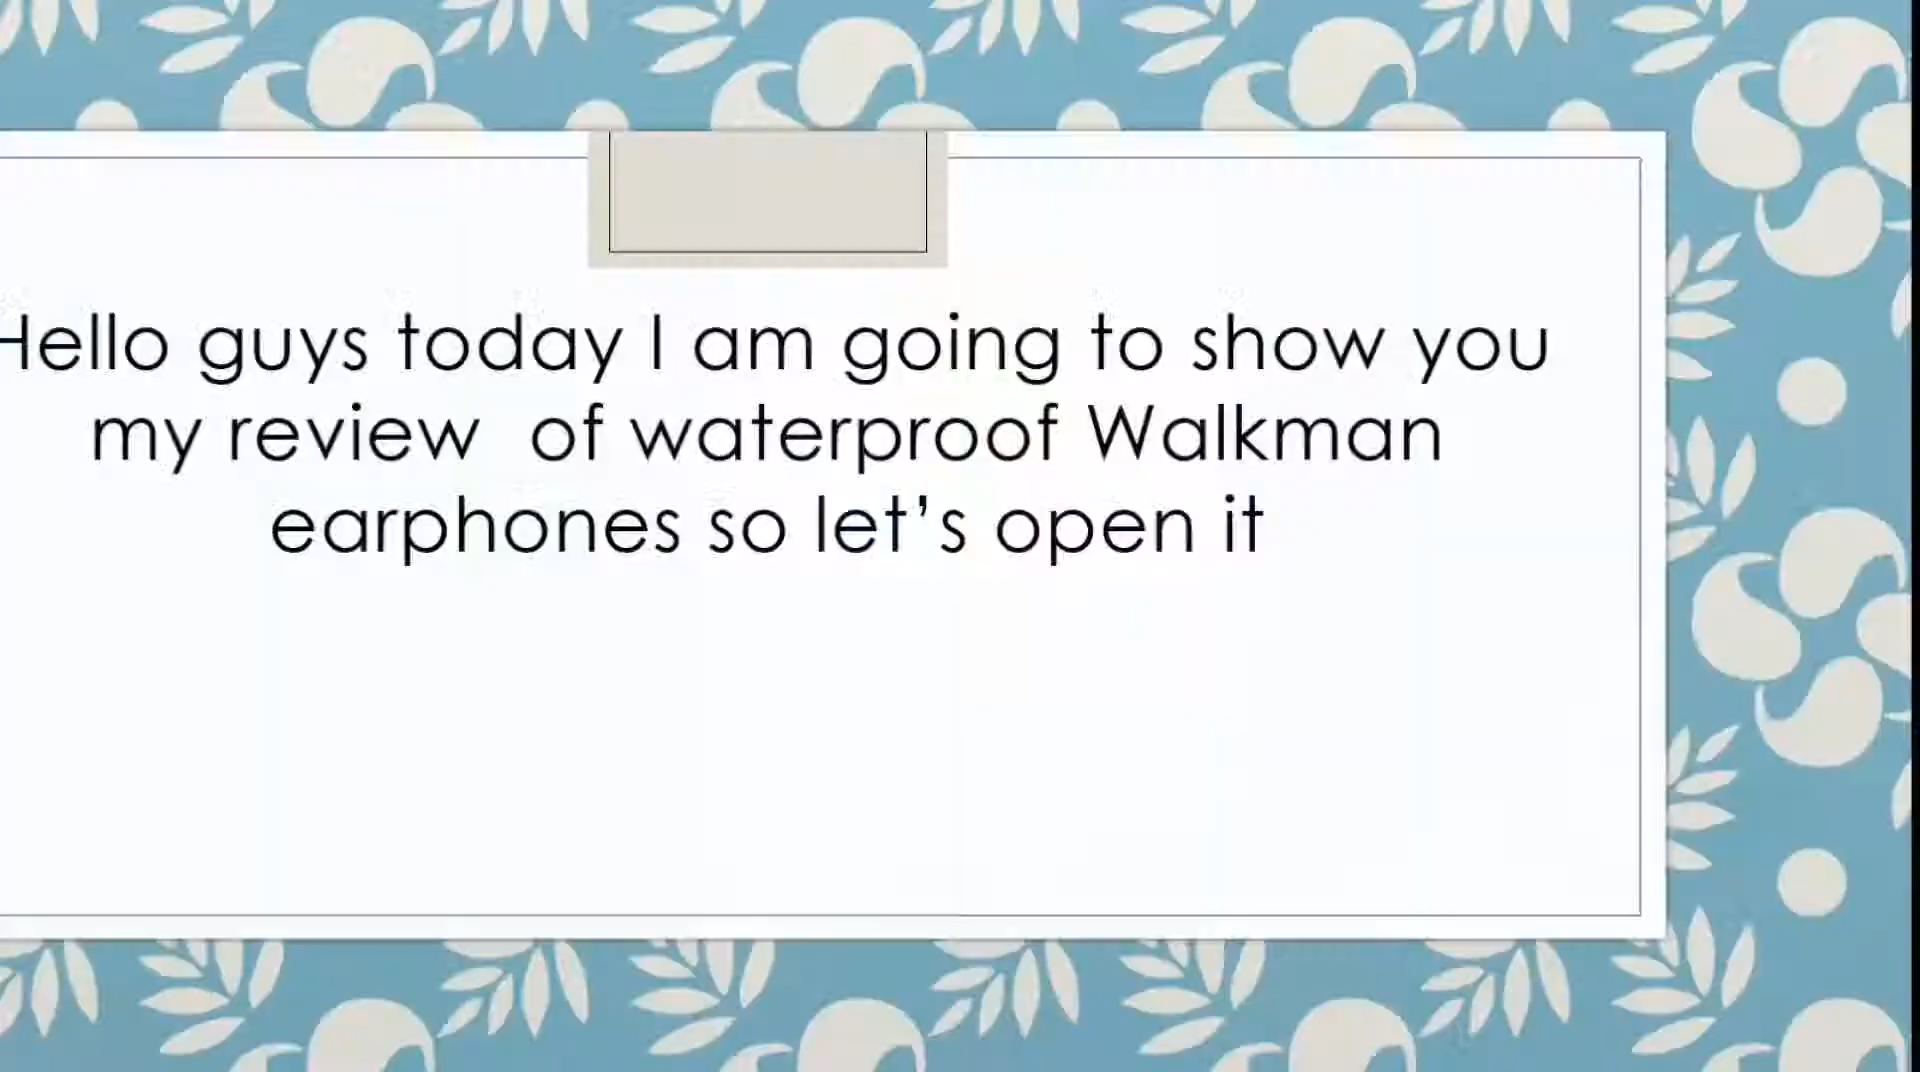 Hello guys today I am going to show you
my review  of waterproof Walkman
earphones so let’s open it